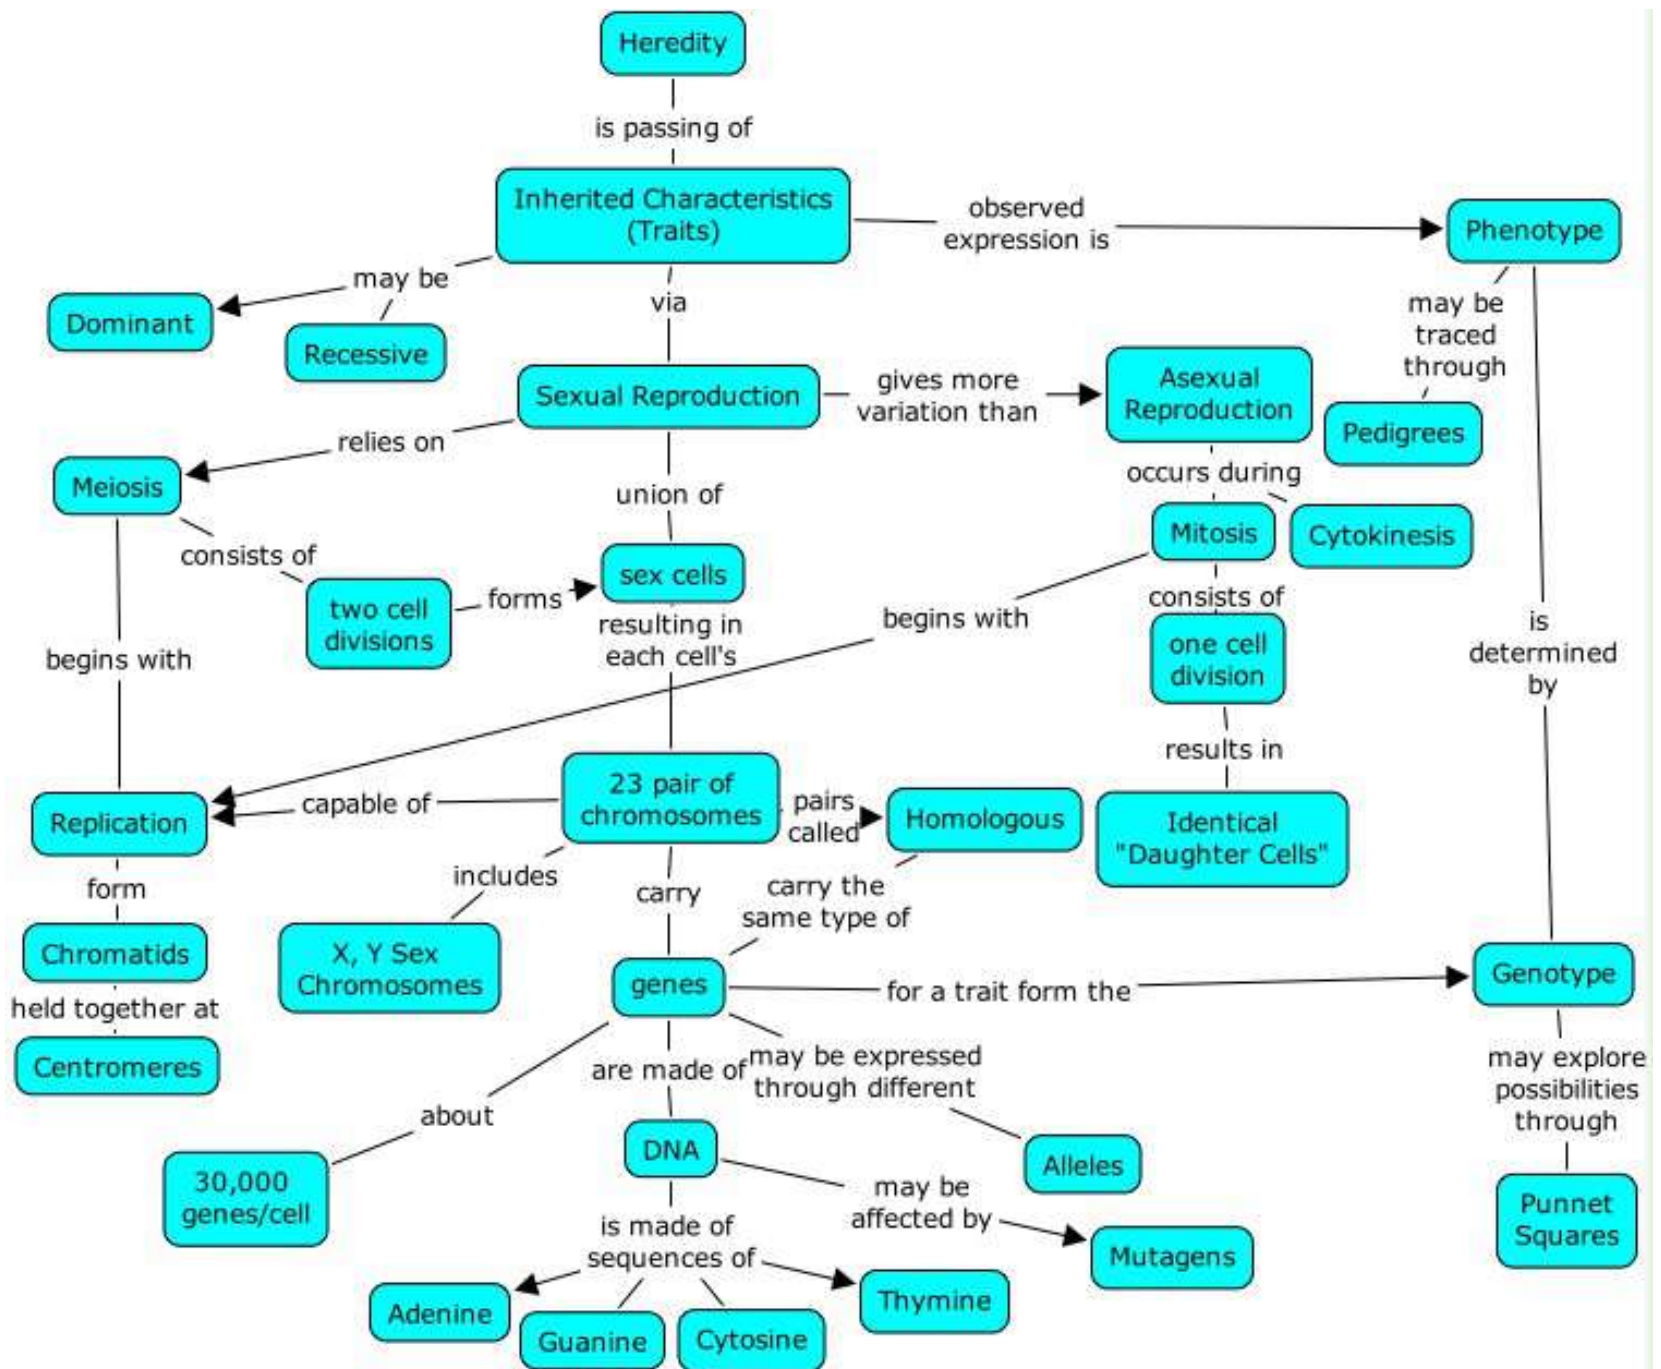 Heredity
is passing of
Inherited Characteristics
(Traits)
observed
expression is
Phenotype
may be
Dominant
Recessive
via
may be
traced
through
Pedigrees
Sexual Reproduction
gives more
variation than
Asexual
Reproduction
relies on
Meiosis
union of
occurs during
Mitosis
Cytokinesis
consists of
two cell
divisions
forms
sex cells
resulting in
each cell's
begins with
begins with
consists of
one cell
division
is
determined
by
results in
Identical
"Daughter Cells"
Replication
capable of
23 pair of
chromosomes
pairs
called
Homologous
form
includes
carry
carry the
same type of
Chromatids
X, Y Sex
Chromosomes
genes
for a trait form the
Genotype
held together at
Centromeres
about
are made of
may be expressed
through different
may explore
possibilities
through
30,000
genes/cell
DNA
Alleles
Punnet
Squares
is made of
sequences of
may be
affected by
Mutagens
Adenine
Guanine
Cytosine
Thymine